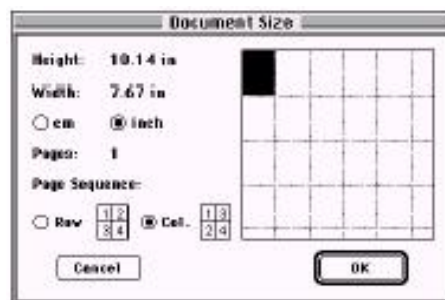 Document Size
Height: 10.14 in
Width: 7.67 in
cm inch
Pages: 1
Page Sequence:
Row 1 2 Col. 1 3
3 4 2 4
Cancel OK